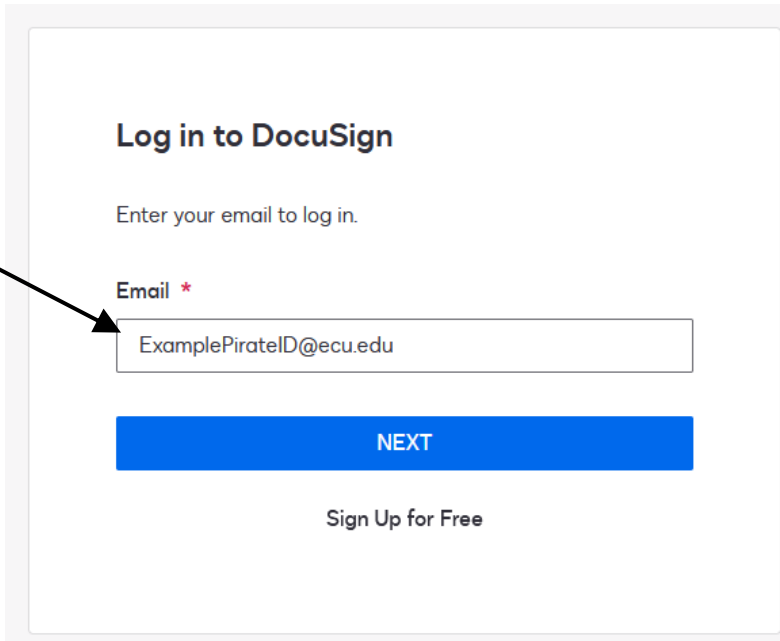 Log in to DocuSign
Enter your email to log in.
Email *
ExamplePirateID@ecu.edu
NEXT
Sign Up for Free